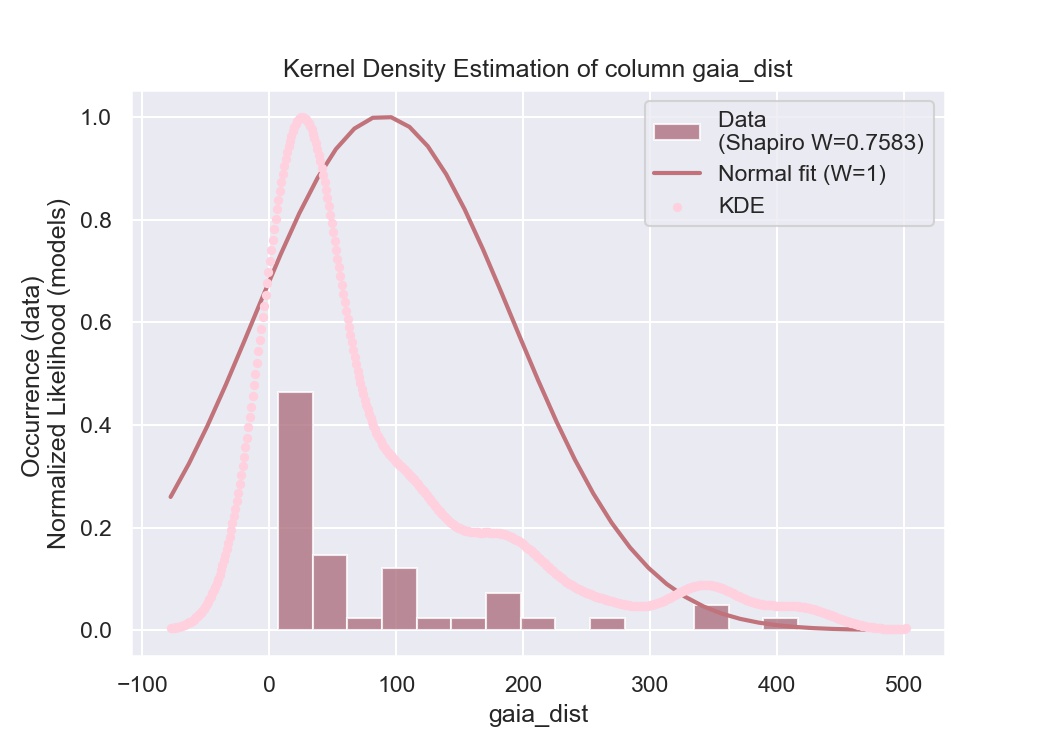 Kernel Density Estimation of column gaia_dist
Data
(Shapiro W=0.7583)
Normal fit (W=1)
KDE
Occurrence (data)
Normalized Likelihood (models)
1.0
0.8
0.6
0.4
0.2
0.0
−100 0 100 200 300 400 500
gaia_dist